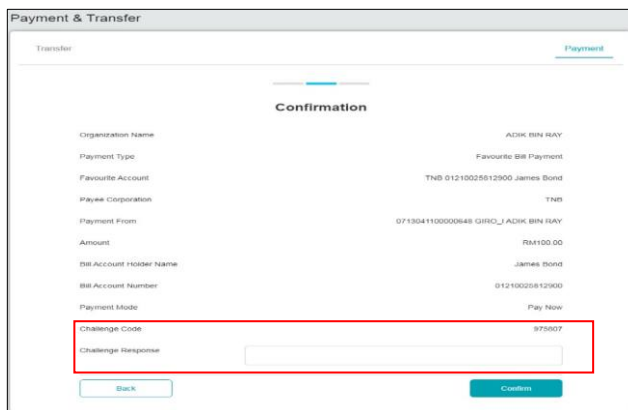 Payment & Transfer
Transfer Payment
Confirmation
Organization Name ADIK BIN RAY
Payment Type Favourite Bill Payment
Favourite Account TNB 01210025812900 James Bond
Payee Corporation TNB
Payment From 0713041100000648 GIRO_I ADIK BIN RAY
Amount RM100.00
Bill Account Holder Name James Bond
Bill Account Number 01210025812900
Payment Mode Pay Now
Challenge Code 975607
Challenge Response
Back Confirm